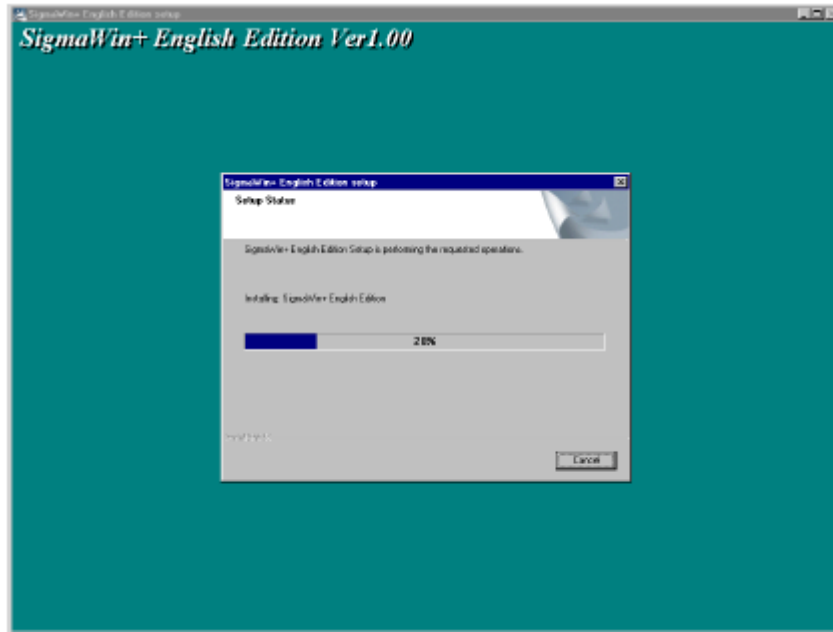 SigmaWin+ English Edition setup
SigmaWin+ English Edition Ver1.00
SigmaWin+ English Edition setup
Setup Status
SigmaWin+ English Edition Setup is performing the requested operations.
Installing SigmaWin+ English Edition
20%
Cancel